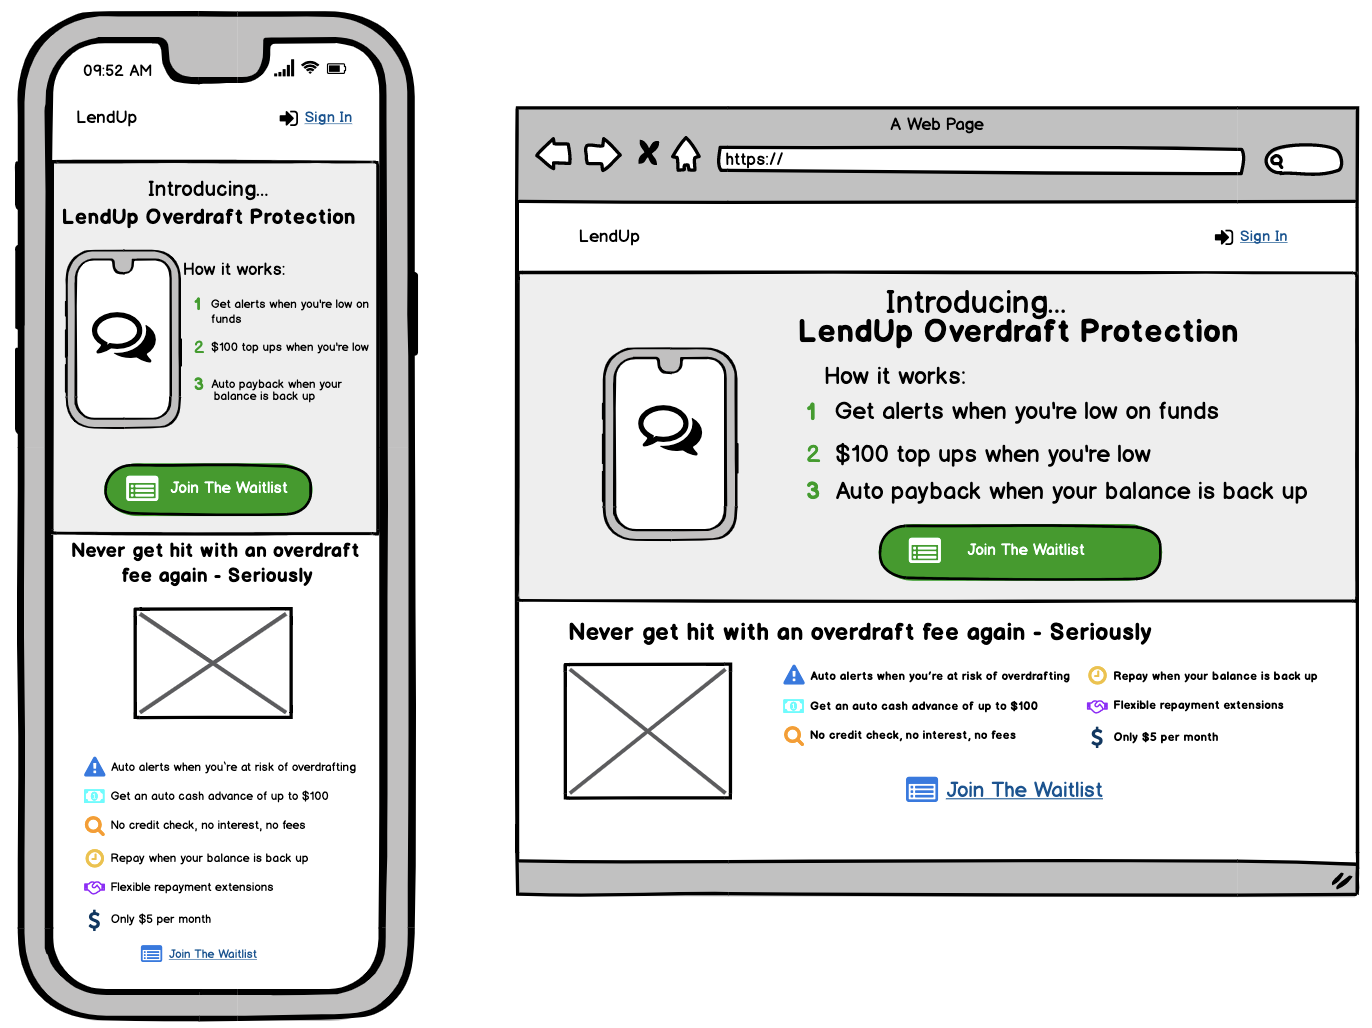 09:52 AM
LendUp
Sign In
Introducing...
LendUp Overdraft Protection
How it works:
1 Get alerts when you're low on
funds
2 $100 top ups when you're low
3 Auto payback when your
balance is back up
Join The Waitlist
Never get hit with an overdraft
fee again - Seriously
Auto alerts when you're at risk of overdrafting
Get an auto cash advance of up to $100
No credit check, no interest, no fees
Repay when your balance is back up
Flexible repayment extensions
$ Only $5 per month
Join The Waitlist
A Web Page
https://
LendUp
Sign In
Introducing...
LendUp Overdraft Protection
How it works:
1 Get alerts when you're low on funds
2 $100 top ups when you're low
3 Auto payback when your balance is back up
Join The Waitlist
Never get hit with an overdraft fee again - Seriously
Auto alerts when you're at risk of overdrafting
Get an auto cash advance of up to $100
No credit check, no interest, no fees
Repay when your balance is back up
Flexible repayment extensions
$ Only $5 per month
Join The Waitlist